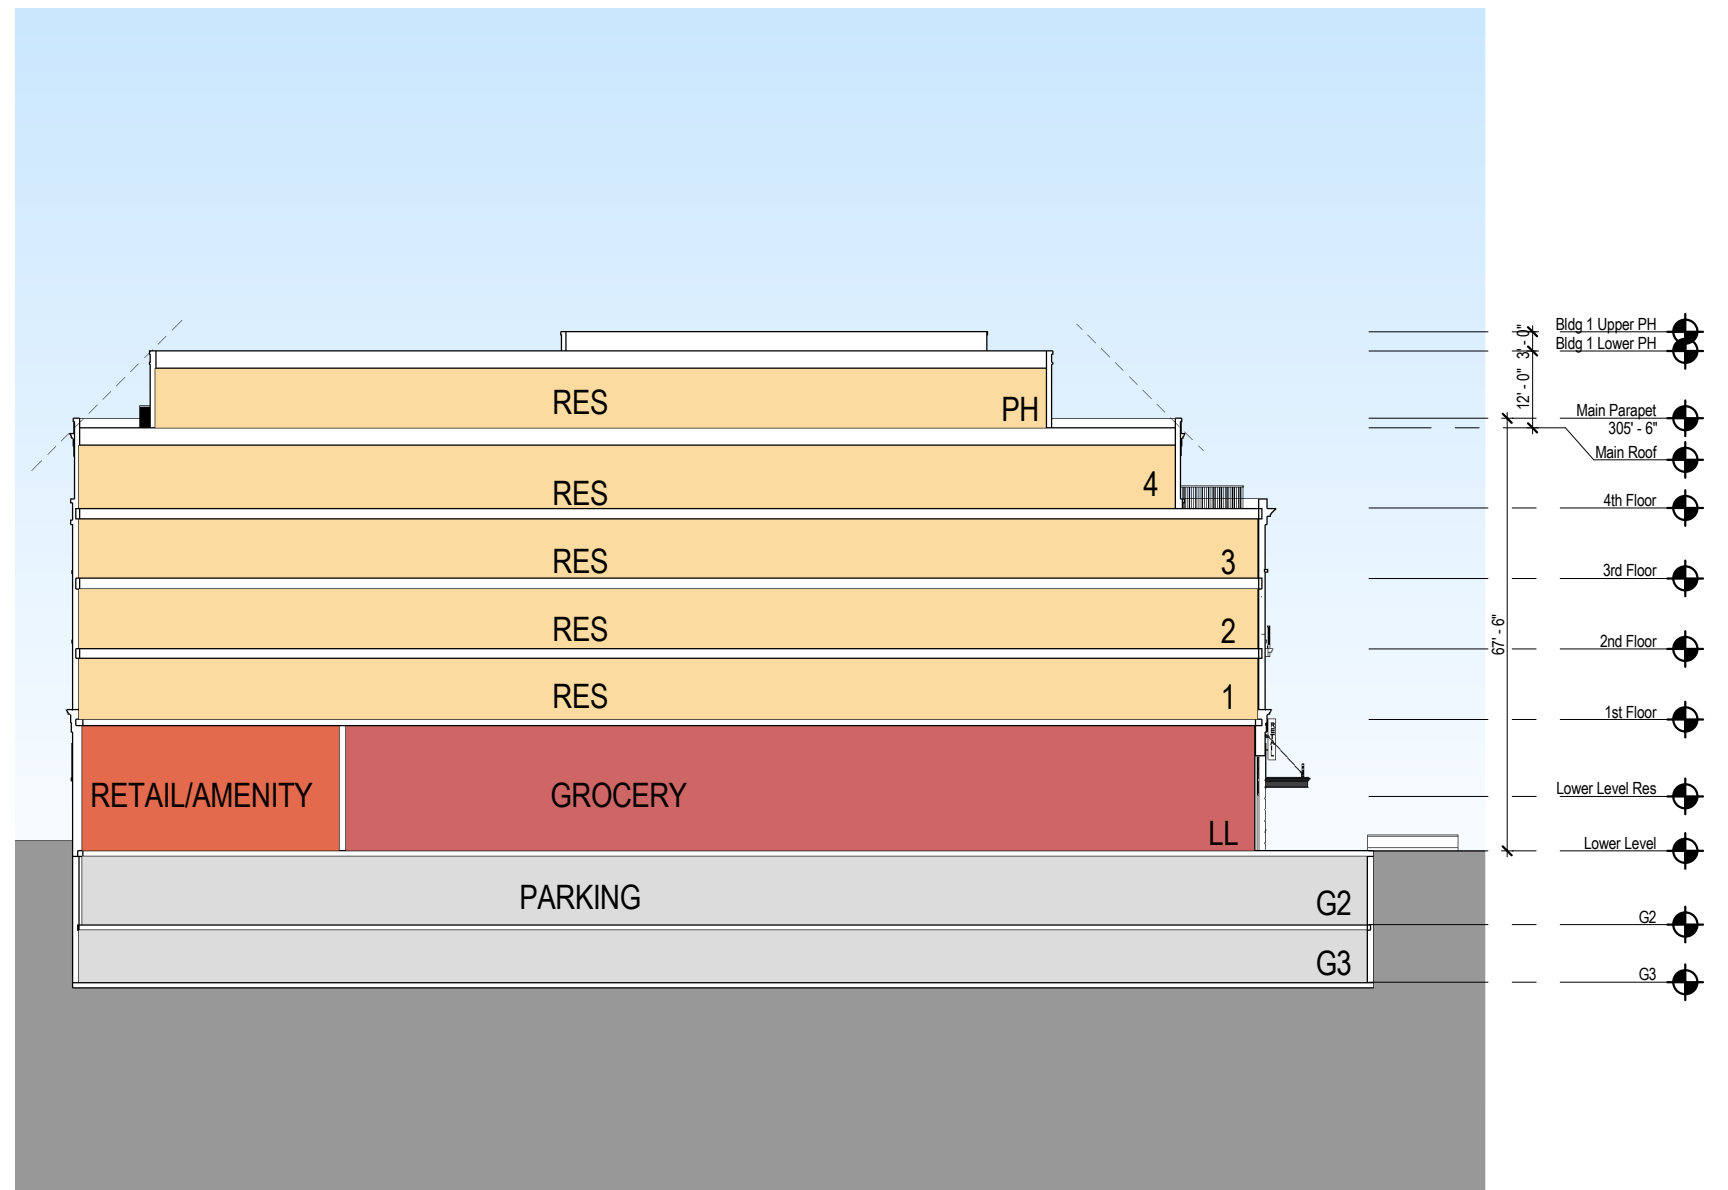 Bldg 1 Upper PH
Bldg 1 Lower PH
3' - 0"
12' - 0"
RES
PH
Main Parapet
305' - 6"
Main Roof
RES
4
4th Floor
RES
3
3rd Floor
RES
2
2nd Floor
67' - 6"
RES
1
1st Floor
RETAIL/AMENITY
GROCERY
LL
Lower Level Res
Lower Level
PARKING
G2
G2
G3
G3